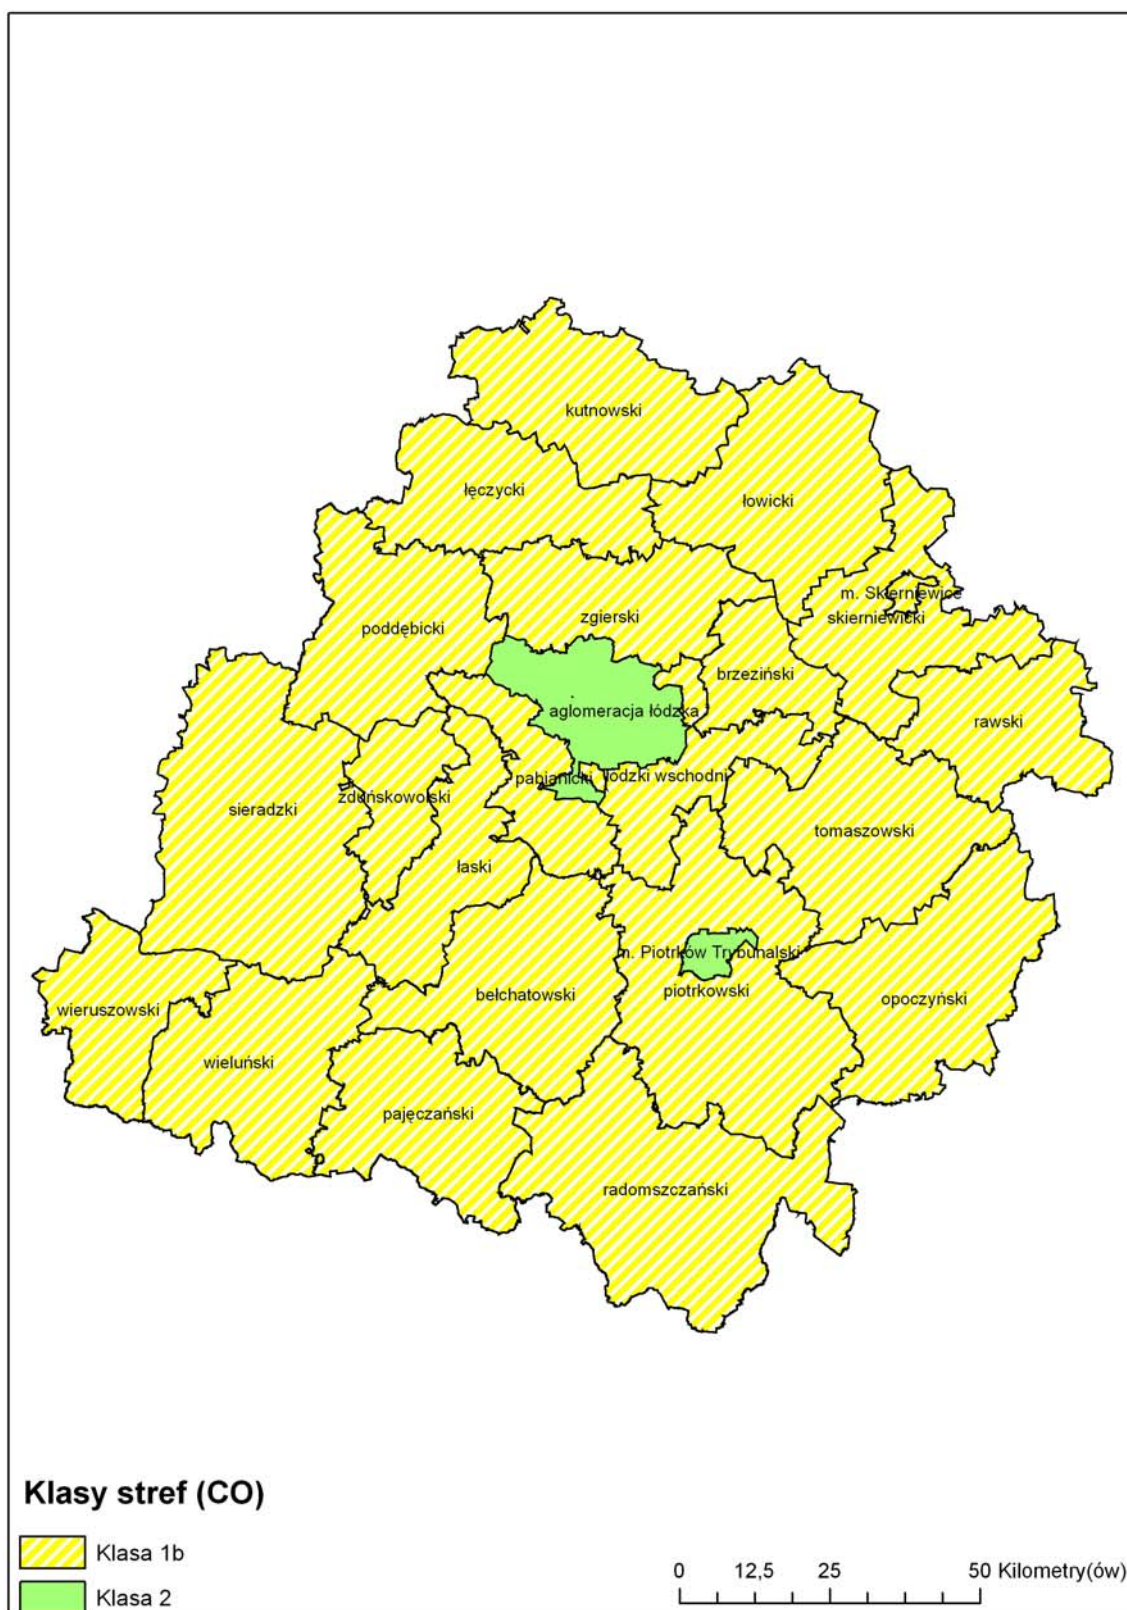 kutnowski
łęczycki
łowicki
m. Skierniewice
skierniewicki
zgierski
poddębicki
brzeziński
aglomeracja łódzka
rawski
pabianicki
łódzki wschodni
zduńskowolski
sieradzki
tomaszowski
łaski
m. Piotrków Trybunalski
piotrkowski
bełchatowski
opoczyński
wieruszowski
wieluński
pajęczański
radomszczański
Klasy stref (CO)
Klasa 1b
Klasa 2
0 12,5 25 50 Kilometry(ów)